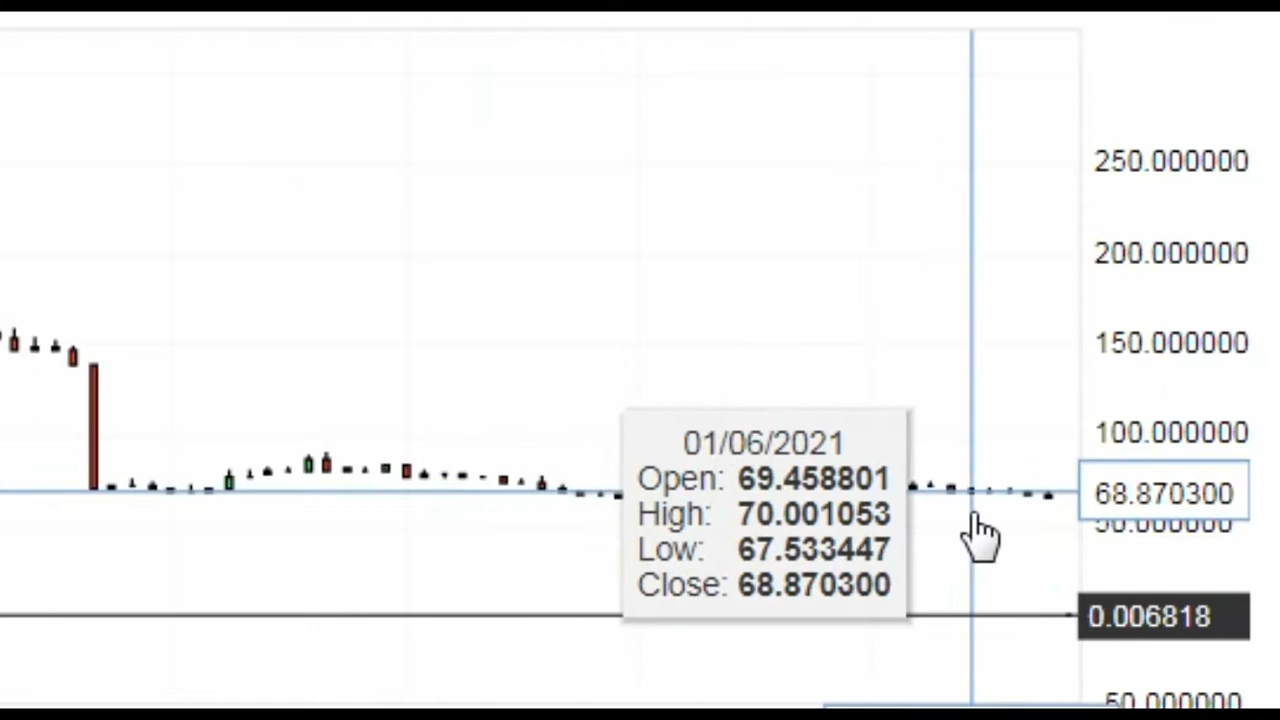 250.000000
200.000000
150.000000
100.000000
01/06/2021
Open: 69.458801
High: 70.001053
Low: 67.533447
Close: 68.870300
68.870300
50.000000
0.006818
50.000000